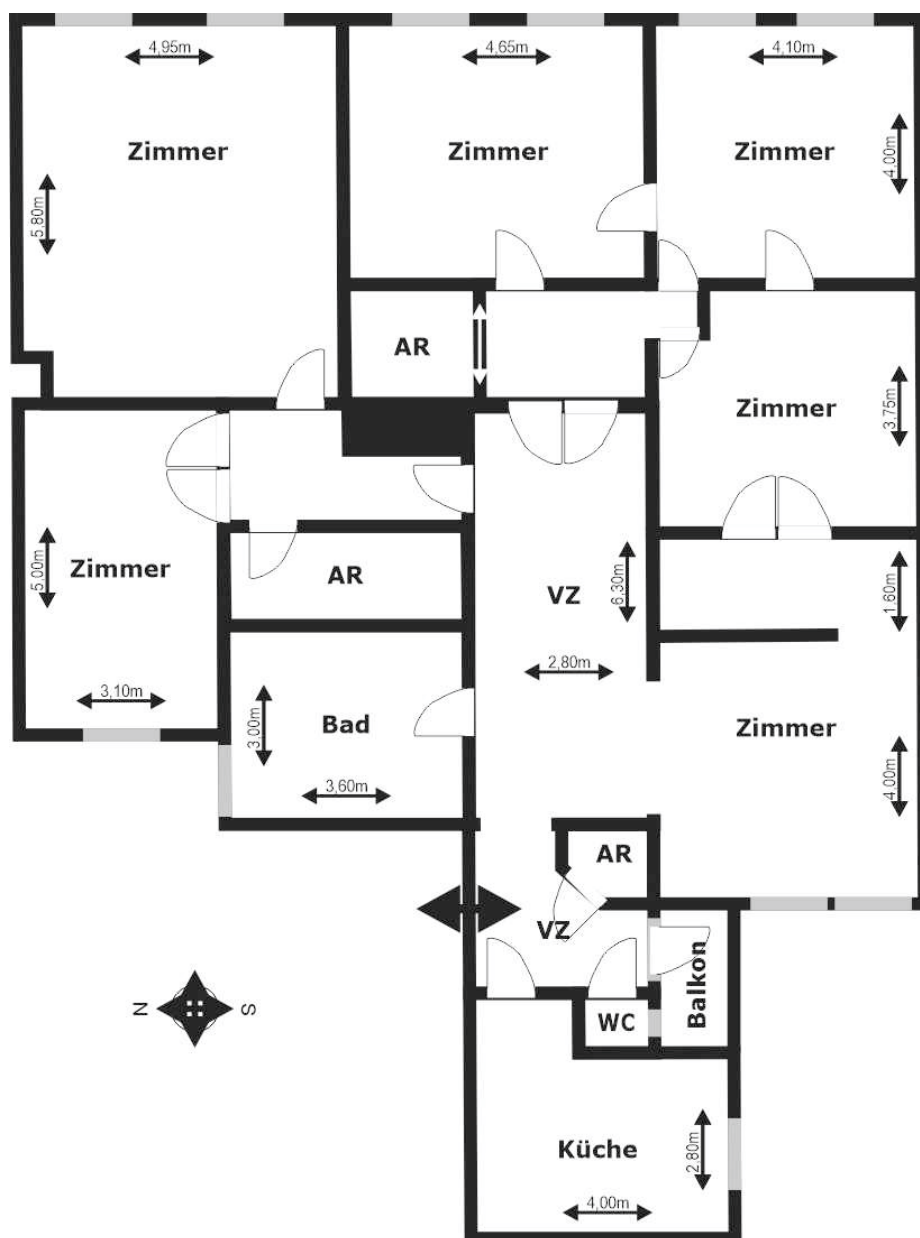 4,95m
4,65m
4,10m
Zimmer
Zimmer
Zimmer
4,00m
5,80m
AR
Zimmer
3,75m
Zimmer
5,00m
AR
VZ
6,30m
1,60m
2,80m
3,10m
Bad
3,00m
Zimmer
3,60m
4,00m
AR
VZ
Balkon
N
S
WC
Küche
2,80m
4,00m